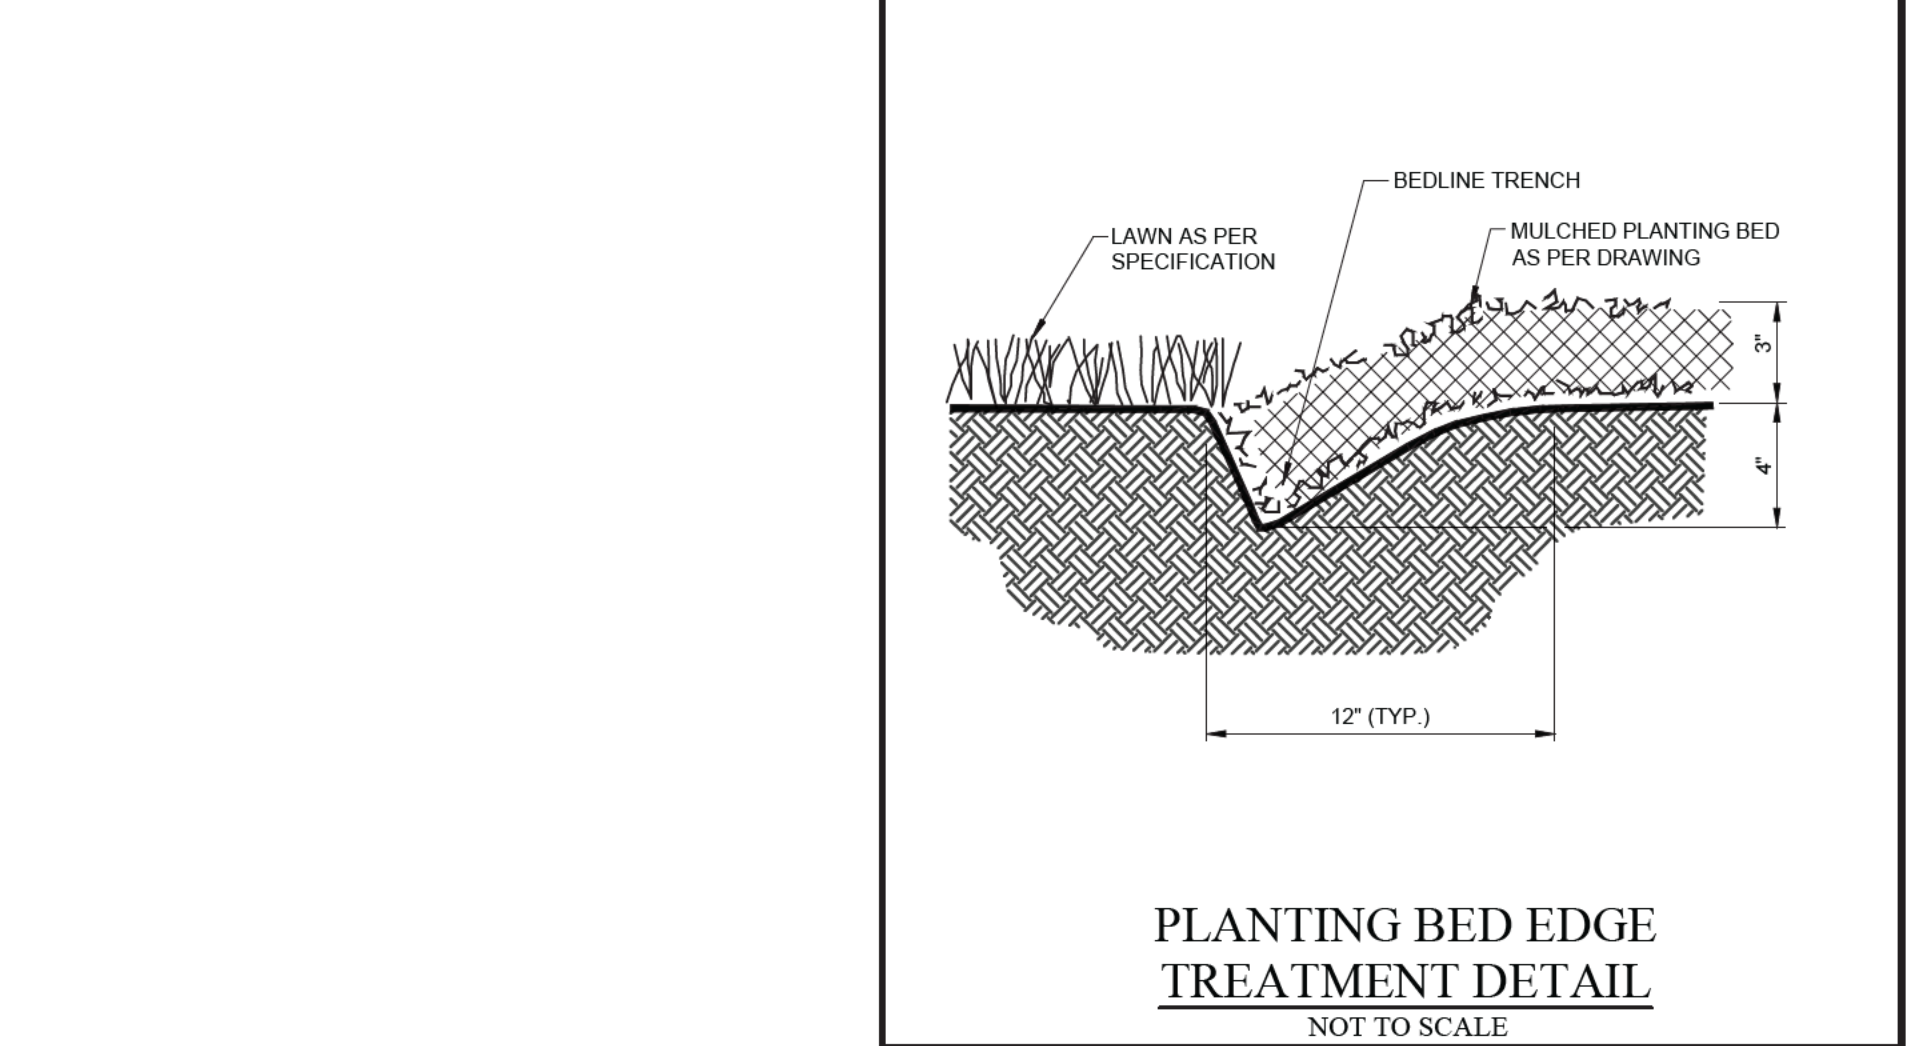 BEDLINE TRENCH
LAWN AS PER
SPECIFICATION
MULCHED PLANTING BED
AS PER DRAWING
3"
4"
12" (TYP.)
PLANTING BED EDGE
TREATMENT DETAIL
NOT TO SCALE